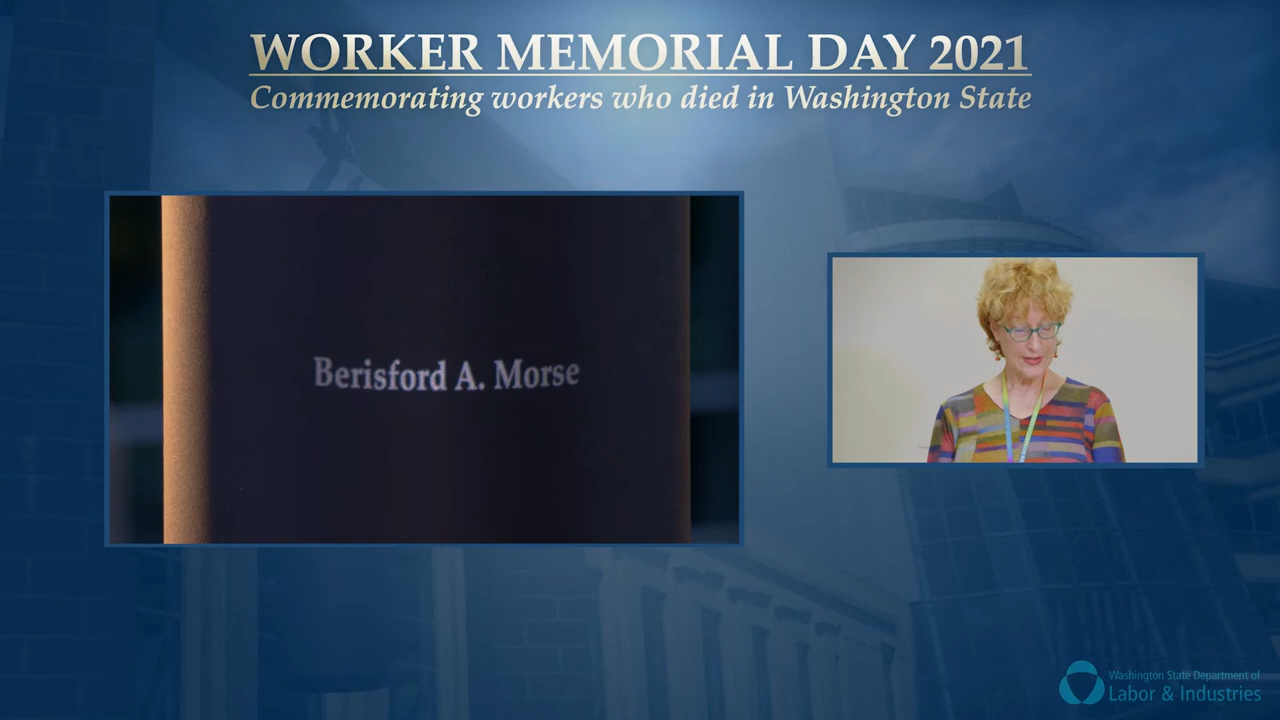 WORKER MEMORIAL DAY 2021
Commemorating workers who died in Washington State
Berisford A. Morse
Washington State Department of
Labor & Industries